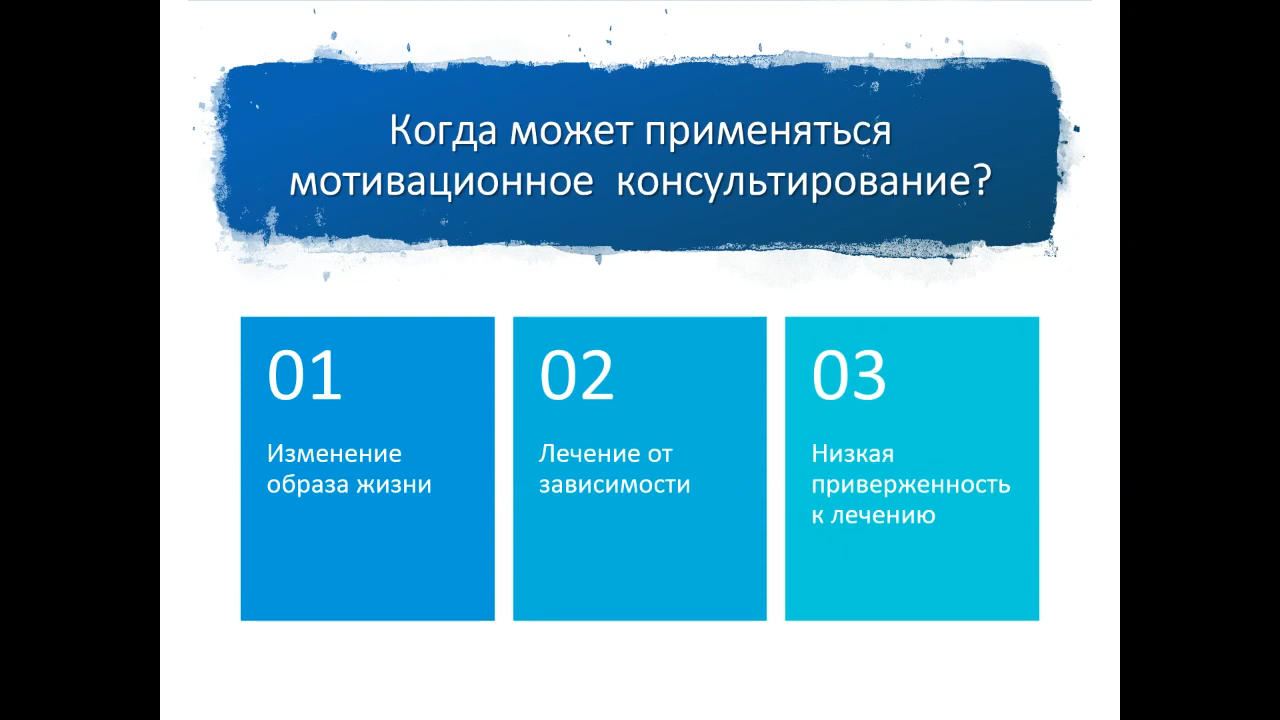 Когда может применяться
мотивационное  консультирование?
01
Изменение
образа жизни
02
Лечение от
зависимости
03
Низкая
приверженность
к лечению